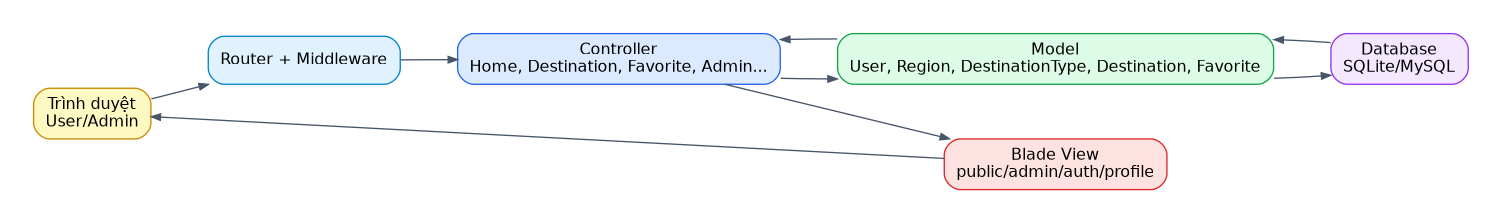 Trình duyệt
User/Admin
Router + Middleware
Controller
Home, Destination, Favorite, Admin...
Model
User, Region, DestinationType, Destination, Favorite
Database
SQLite/MySQL
Blade View
public/admin/auth/profile